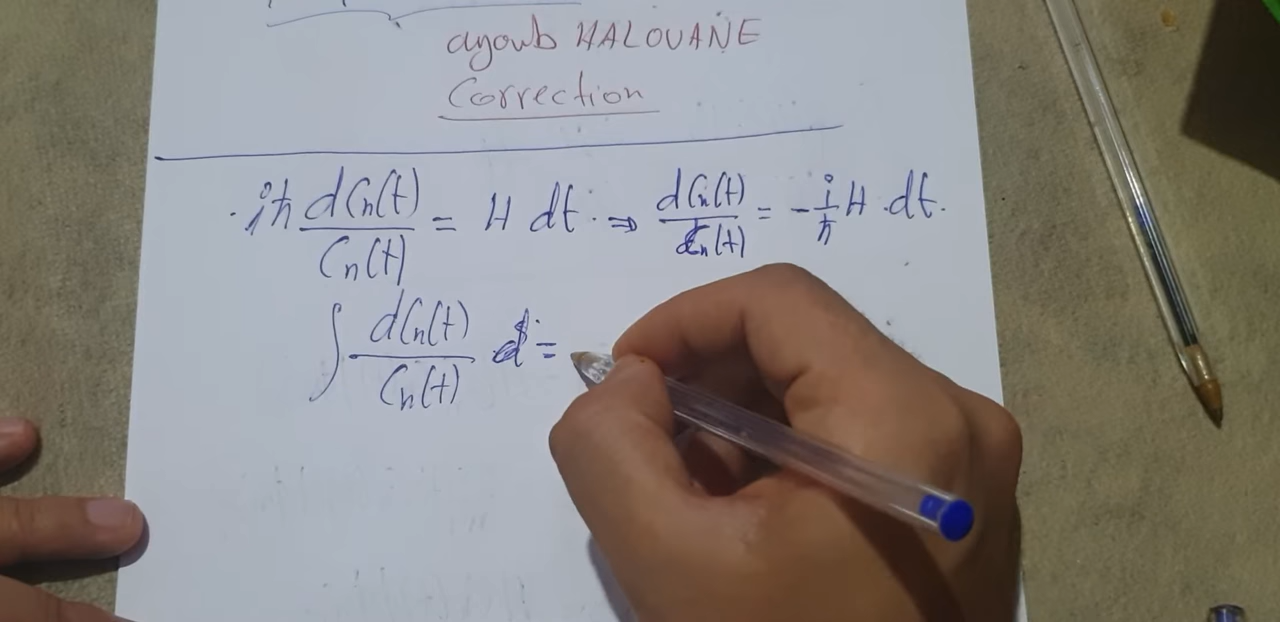 ayoub HALOUANE
Correction
. iħ dCn(t)/Cn(t) = H dt. ⇒ dCn(t)/Cn(t) = - i/ħ H . dt.
∫ dCn(t)/Cn(t) =